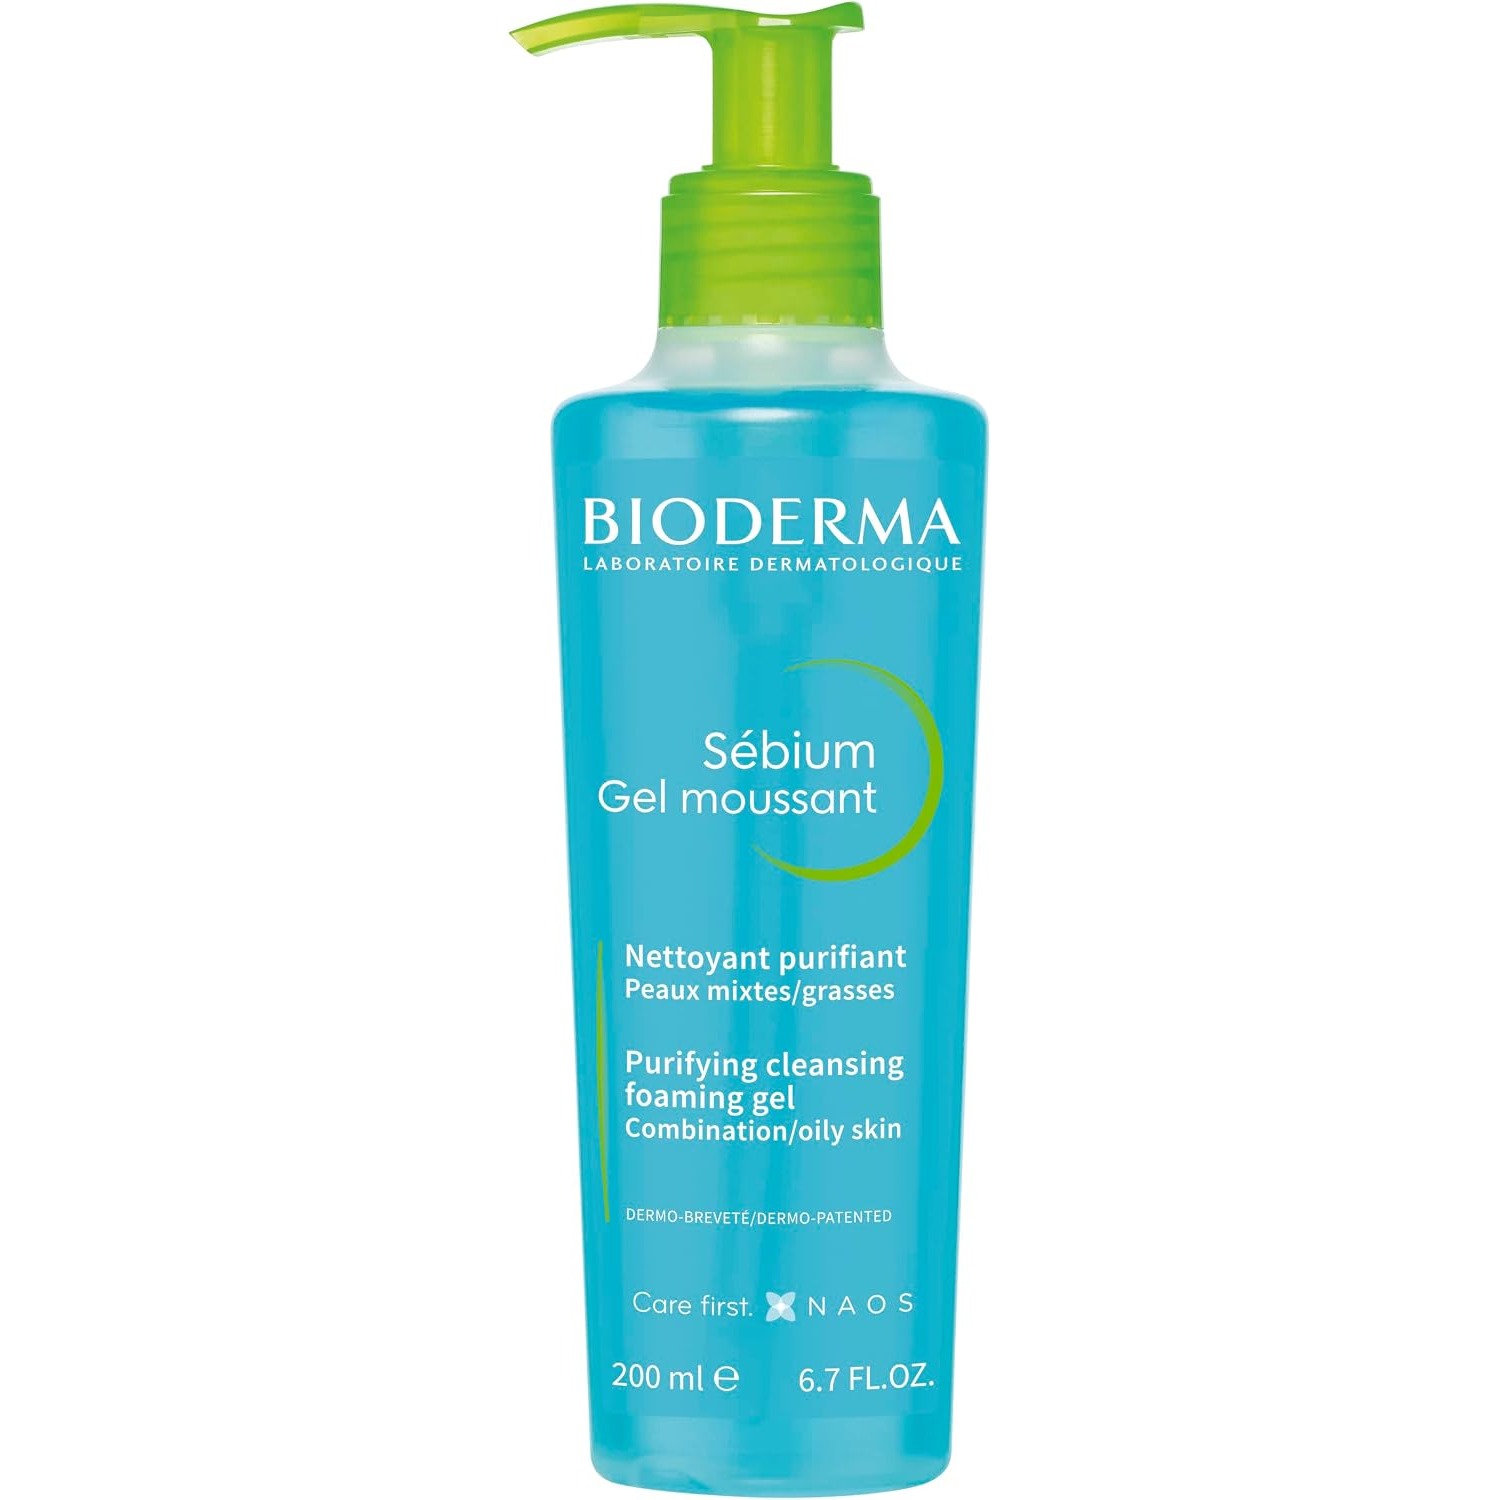 BIODERMA
LABORATOIRE DERMATOLOGIQUE
Sébium
Gel moussant
Nettoyant purifiant
Peaux mixtes/grasses
Purifying cleansing
foaming gel
Combination/oily skin
DERMO-BREVETÉ/DERMO-PATENTED
Care first. NAOS
200 ml ℮ 6.7 FL.OZ.